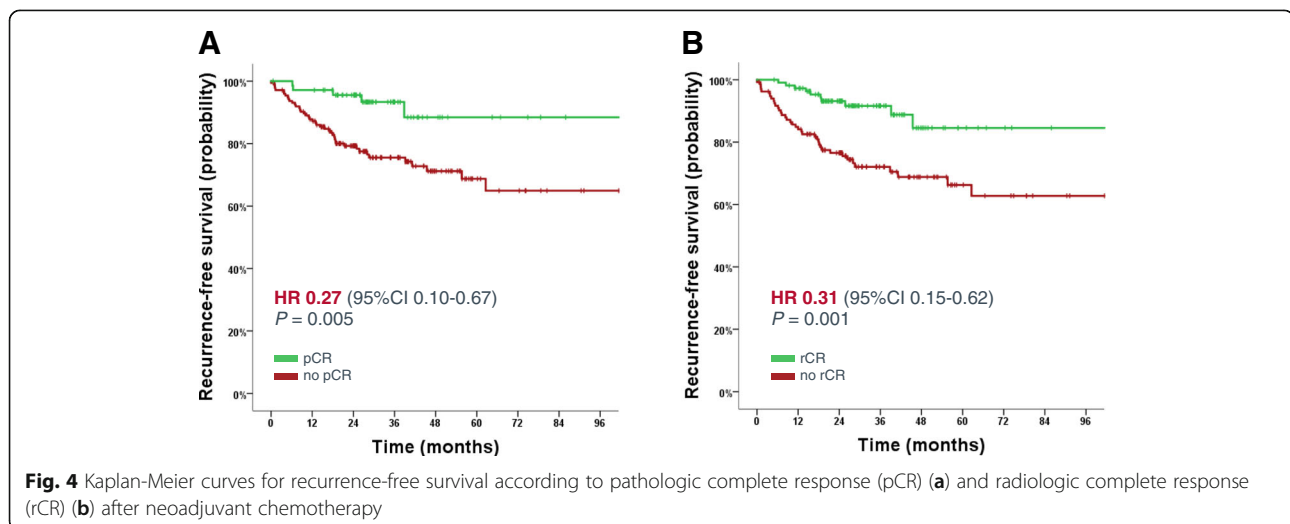 A
Recurrence-free survival (probability)
100%
80%
60%
40%
20%
0%
HR 0.27 (95%CI 0.10-0.67)
P = 0.005
pCR
no pCR
0 12 24 36 48 60 72 84 96
Time (months)
B
Recurrence-free survival (probability)
100%
80%
60%
40%
20%
0%
HR 0.31 (95%CI 0.15-0.62)
P = 0.001
rCR
no rCR
0 12 24 36 48 60 72 84 96
Time (months)
Fig. 4 Kaplan-Meier curves for recurrence-free survival according to pathologic complete response (pCR) (a) and radiologic complete response
(rCR) (b) after neoadjuvant chemotherapy